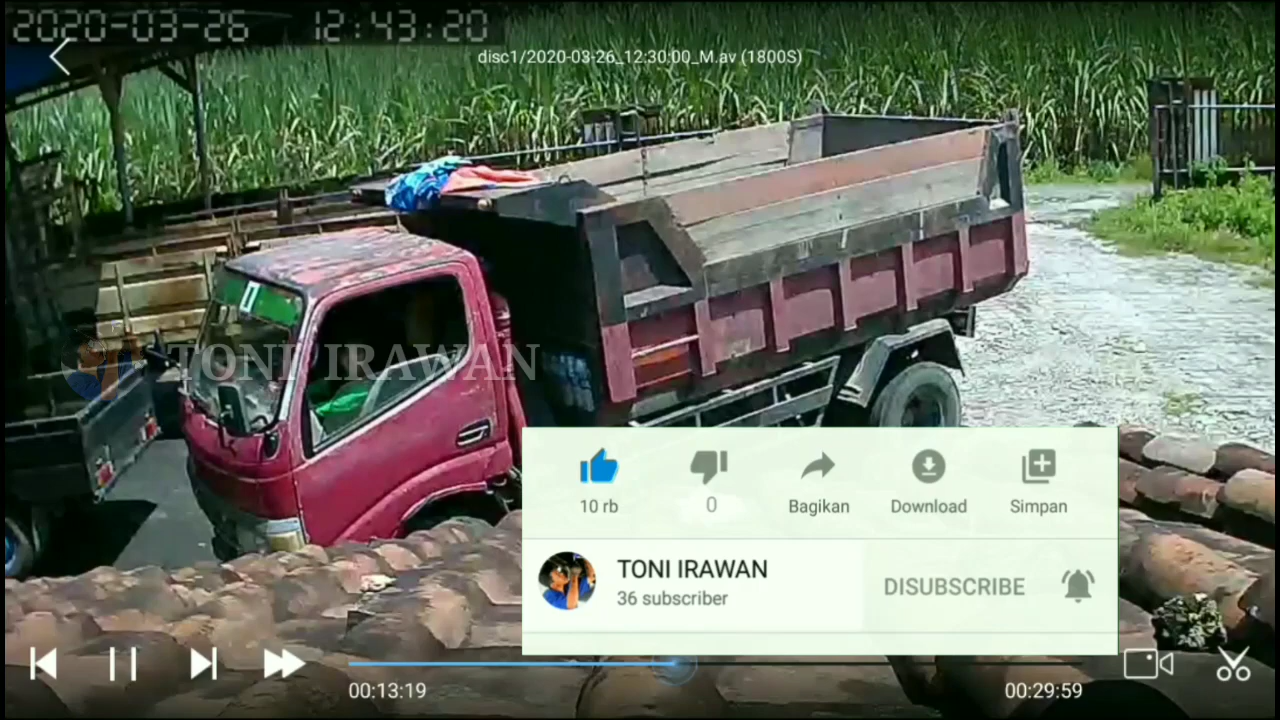 2020-03-26 12:43:20
disc1/2020-03-26_12:30:00_M.av (1800S)
TONI IRAWAN
10 rb
0
Bagikan
Download
Simpan
TONI IRAWAN
36 subscriber
DISUBSCRIBE
00:13:19
00:29:59